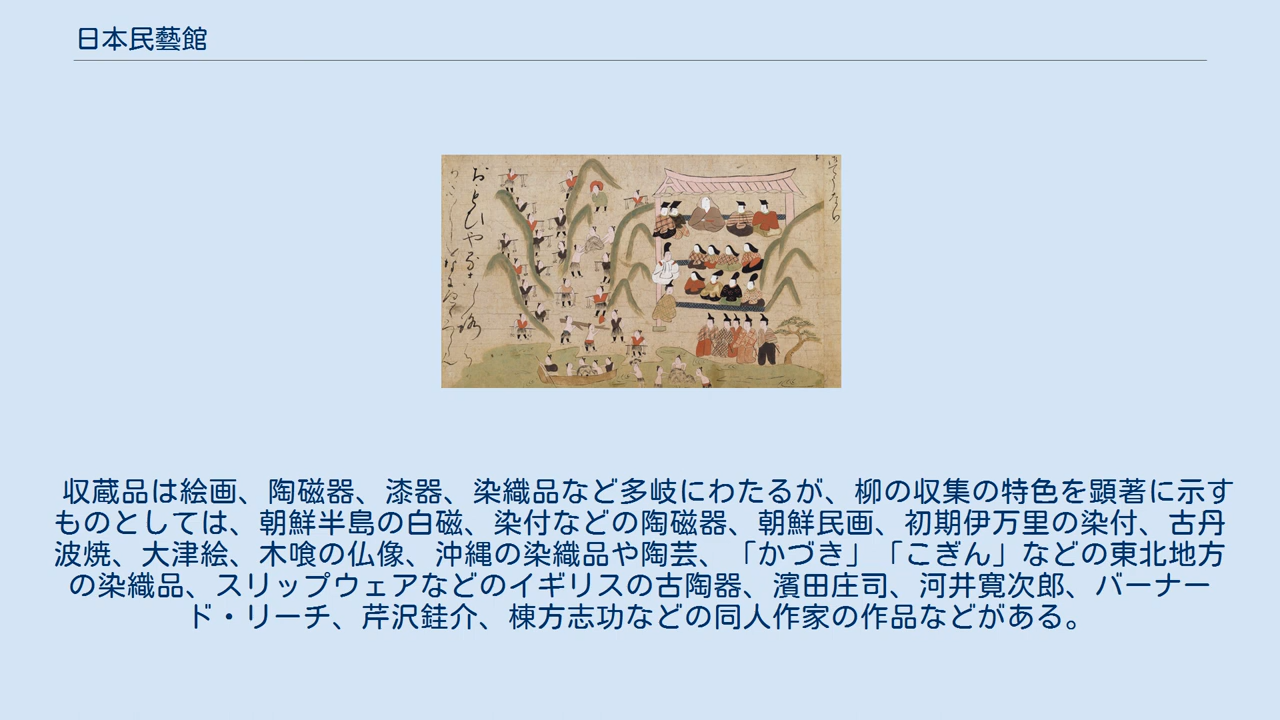 日本民藝館
収蔵品は絵画、陶磁器、漆器、染織品など多岐にわたるが、柳の収集の特色を顕著に示す
ものとしては、朝鮮半島の白磁、染付などの陶磁器、朝鮮民画、初期伊万里の染付、古丹
波焼、大津絵、木喰の仏像、沖縄の染織品や陶芸、「かづき」「こぎん」などの東北地方
の染織品、スリップウェアなどのイギリスの古陶器、濱田庄司、河井寛次郎、バーナー
ド・リーチ、芹沢銈介、棟方志功などの同人作家の作品などがある。